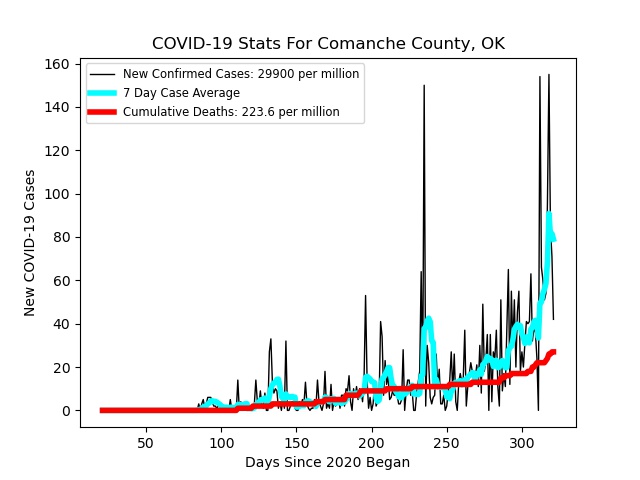 COVID-19 Stats For Comanche County, OK
New Confirmed Cases: 29900 per million
7 Day Case Average
Cumulative Deaths: 223.6 per million
New COVID-19 Cases
160
140
120
100
80
60
40
20
0
50 100 150 200 250 300
Days Since 2020 Began